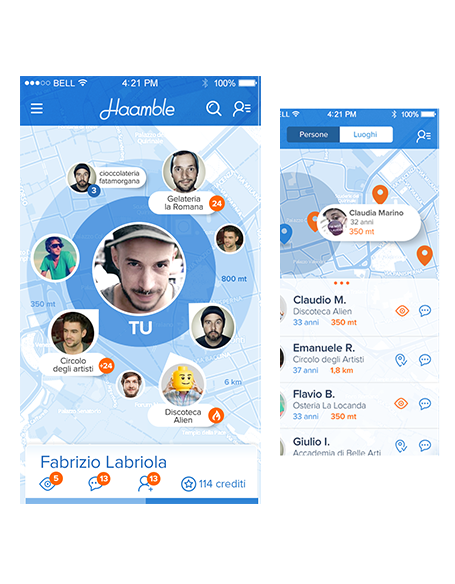 BELL
4:21 PM
100%
Haamble
cioccolateria
fatamorgana
3
Gelateria
la Romana
24
800 mt
350 mt
TU
Circolo
degli artisti
+24
6 km
Discoteca
Alien
Fabrizio Labriola
5
13
13
114 crediti
LL
4:21 PM
100%
Persone
Luoghi
Claudia Marino
32 anni
350 mt
Claudio M.
Discoteca Alien
33 anni
350 mt
Emanuele R.
Circolo degli Artisti
37 anni
1,8 km
Flavio B.
Osteria La Locanda
33 anni
350 mt
Giulio I.
Accademia di Belle Arti